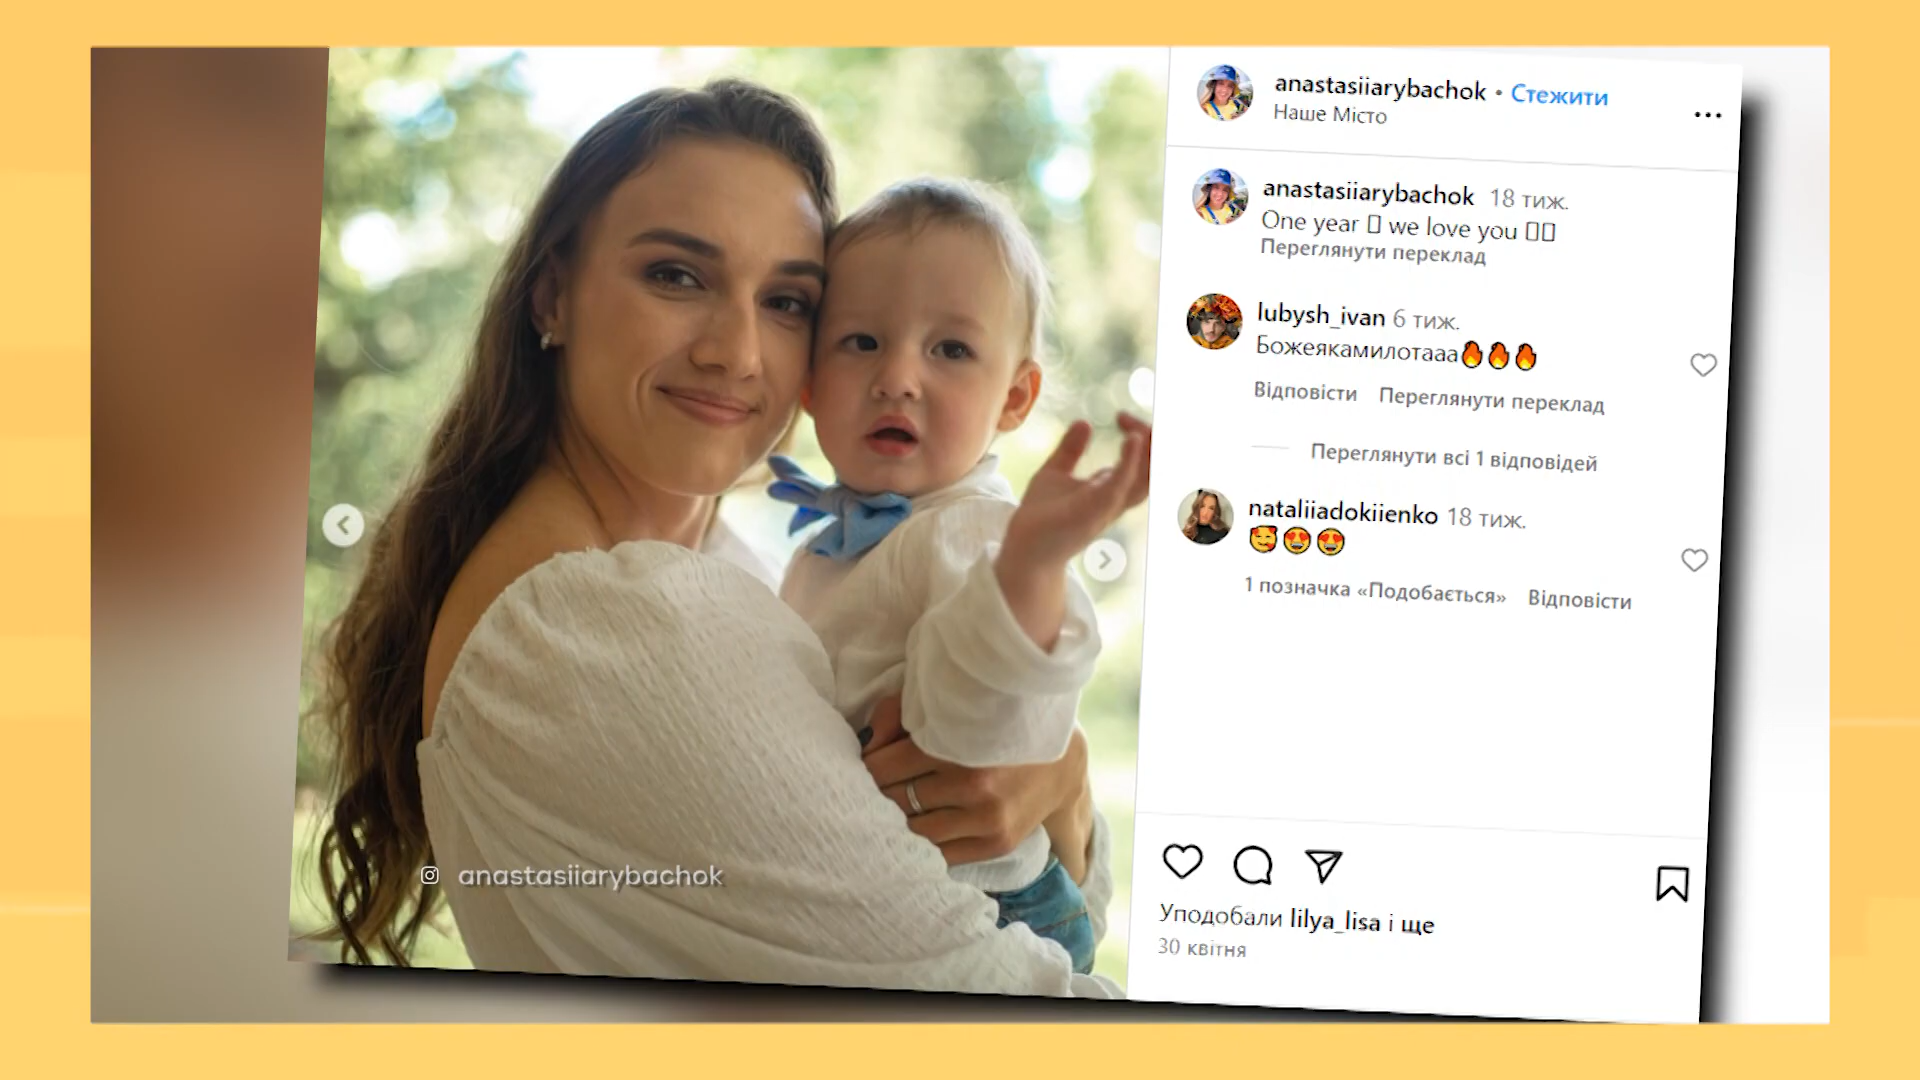 anastasiiarybachok • Стежити
Наше Місто
anastasiiarybachok 18 тиж.
One year we love you
Переглянути переклад
lubysh_ivan 6 тиж.
Божеякамилотааа🔥🔥🔥
Відповісти Переглянути переклад
Переглянути всі 1 відповідей
nataliiadokiienko 18 тиж.
🥰😍😍
1 позначка «Подобається» Відповісти
Уподобали lilya_lisa і ще
30 квітня
anastasiiarybachok